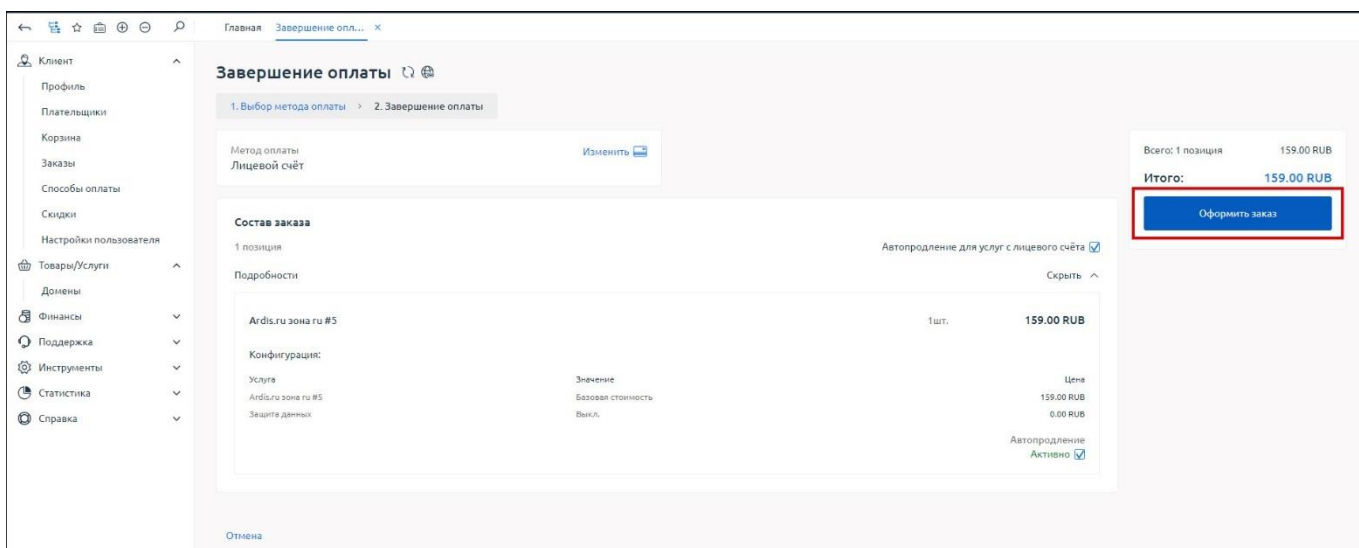 Главная Завершение опл... ×
Клиент
Профиль
Плательщики
Корзина
Заказы
Способы оплаты
Скидки
Настройки пользователя
Товары/Услуги
Домены
Финансы
Поддержка
Инструменты
Статистика
Справка
Завершение оплаты
1. Выбор метода оплаты > 2. Завершение оплаты
Метод оплаты Изменить
Лицевой счёт
Состав заказа
1 позиция Автопродление для услуг с лицевого счёта
Подробности Скрыть
Ardis.ru зона ru #5 1шт. 159.00 RUB
Конфигурация:
Услуга Значение Цена
Ardis.ru зона ru #5 Базовая стоимость 159.00 RUB
Защита данных Выкл. 0.00 RUB
Автопродление
Активно
Отмена
Всего: 1 позиция 159.00 RUB
Итого: 159.00 RUB
Оформить заказ